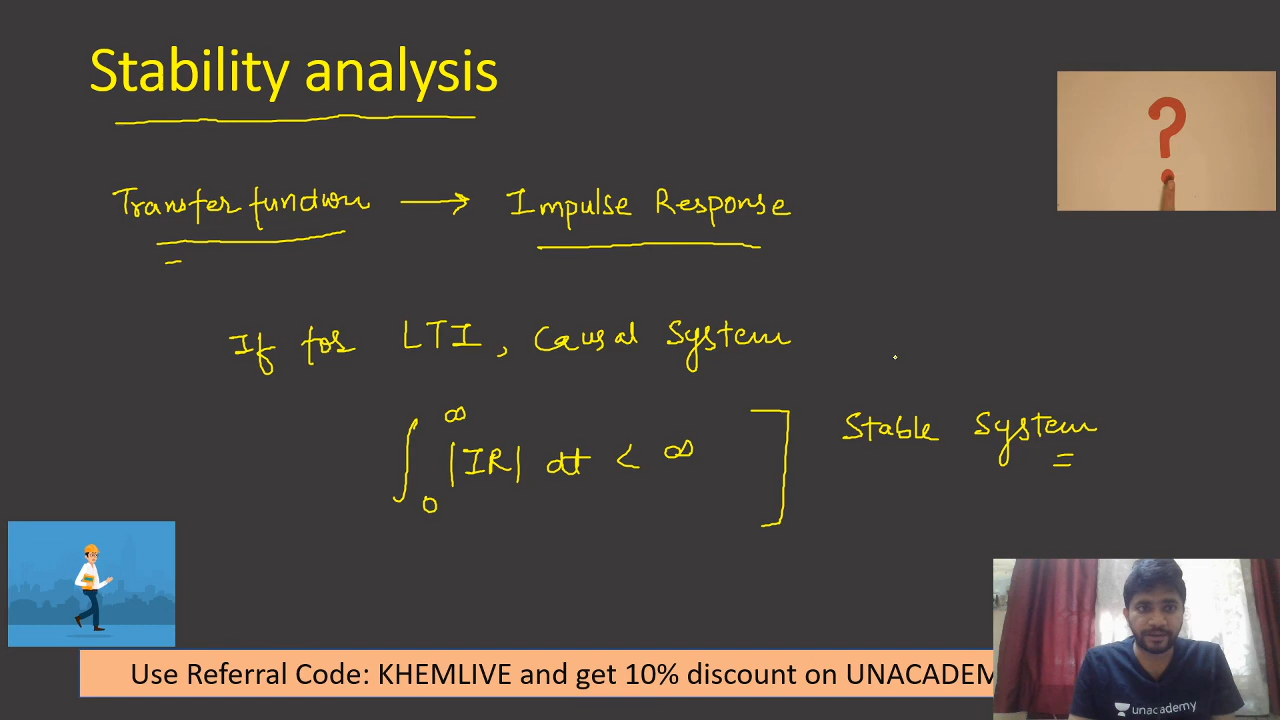 Stability analysis
?
Transfer function → Impulse Response
If for LTI, Causal System
∫₀^∞ |IR| dt < ∞ ] Stable System
Use Referral Code: KHEMLIVE and get 10% discount on UNACADEM
unacademy